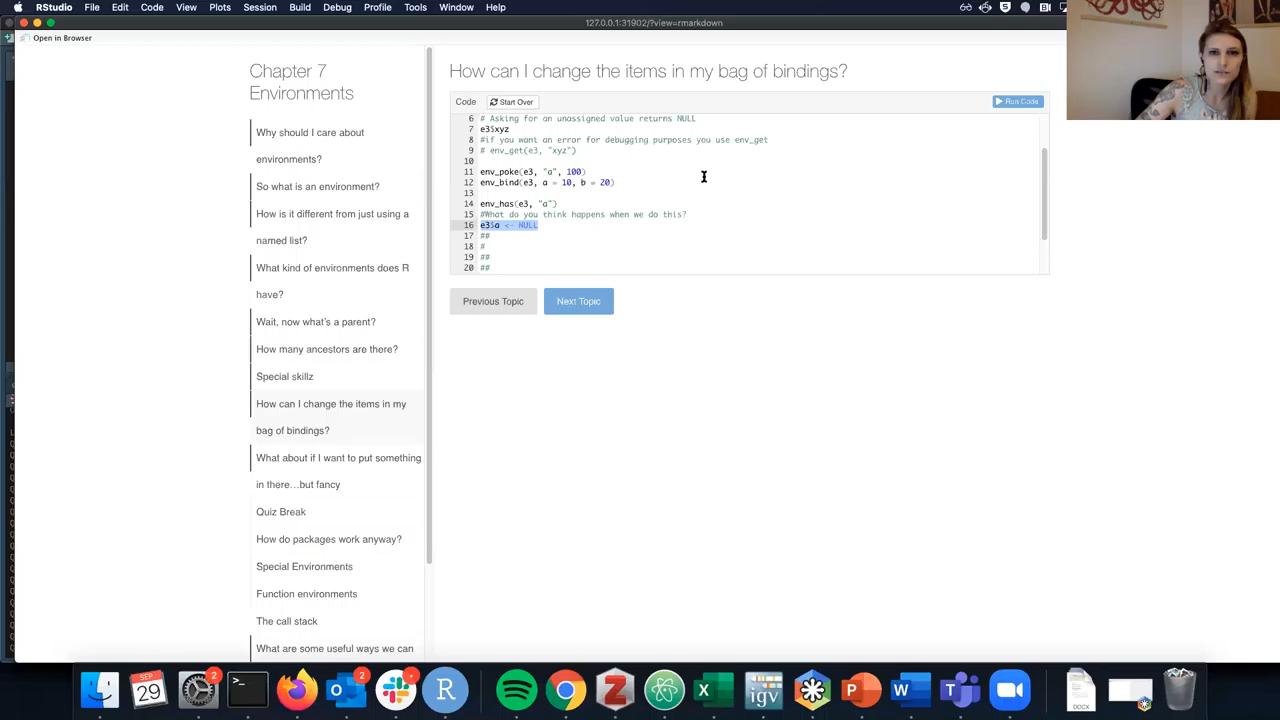 RStudio File Edit Code View Plots Session Build Debug Profile Tools Window Help
127.0.0.1:31902/?view=rmarkdown
Open in Browser
Chapter 7
Environments
Why should I care about
environments?
So what is an environment?
How is it different from just using a
named list?
What kind of environments does R
have?
Wait, now what's a parent?
How many ancestors are there?
Special skillz
How can I change the items in my
bag of bindings?
What about if I want to put something
in there...but fancy
Quiz Break
How do packages work anyway?
Special Environments
Function environments
The call stack
What are some useful ways we can
How can I change the items in my bag of bindings?
Code Start Over Run Code
6 # Asking for an unassigned value returns NULL
7 e3$xyz
8 #if you want an error for debugging purposes you use env_get
9 # env_get(e3, "xyz")
10
11 env_poke(e3, "a", 100)
12 env_bind(e3, a = 10, b = 20)
13
14 env_has(e3, "a")
15 #What do you think happens when we do this?
16 e3$a <- NULL
17 ##
18 #
19 ##
20 ##
Previous Topic Next Topic
SEP
29
2
>_
2
R
X
igv
P
W
T
DOCX